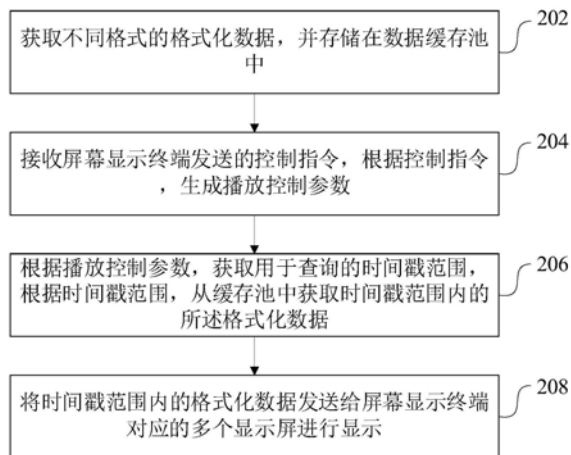 获取不同格式的格式化数据，并存储在数据缓存池
中
202
接收屏幕显示终端发送的控制指令，根据控制指令
，生成播放控制参数
204
根据播放控制参数，获取用于查询的时间戳范围，
根据时间戳范围，从缓存池中获取时间戳范围内的
所述格式化数据
206
将时间戳范围内的格式化数据发送给屏幕显示终端
对应的多个显示屏进行显示
208